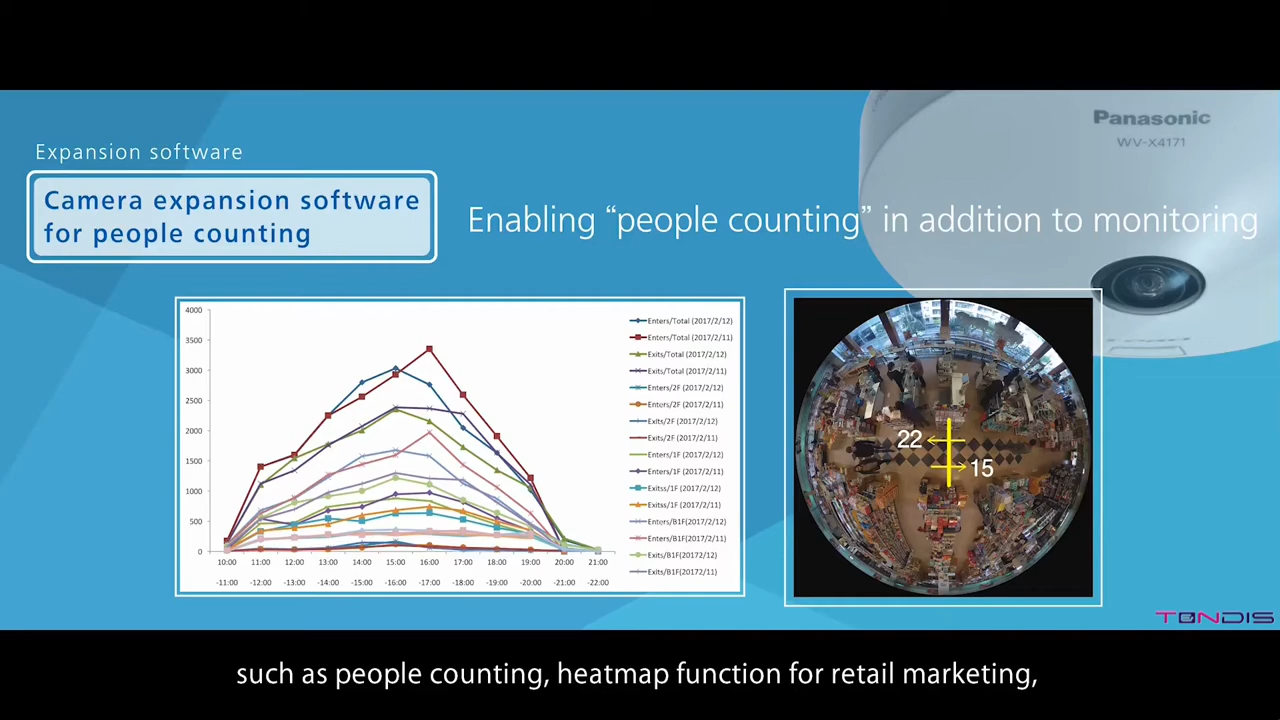 Panasonic
WV-X4171
Expansion software
Camera expansion software
for people counting
Enabling “people counting” in addition to monitoring
4000
3500
3000
2500
2000
1500
1000
500
0
10:00 11:00 12:00 13:00 14:00 15:00 16:00 17:00 18:00 19:00 20:00 21:00
-11:00 -12:00 -13:00 -14:00 -15:00 -16:00 -17:00 -18:00 -19:00 -20:00 -21:00 -22:00
Enters/Total (2017/2/12)
Enters/Total (2017/2/11)
Exits/Total (2017/2/12)
Exits/Total (2017/2/11)
Enters/2F (2017/2/12)
Enters/2F (2017/2/11)
Exits/2F (2017/2/12)
Exits/2F (2017/2/11)
Enters/1F (2017/2/12)
Enters/1F (2017/2/11)
Exitss/1F (2017/2/12)
Exitss/1F (2017/2/11)
Enters/B1F(2017/2/12)
Enters/B1F(2017/2/11)
Exits/B1F(20172/12)
Exits/B1F(20172/11)
22
15
TONDIS
such as people counting, heatmap function for retail marketing,